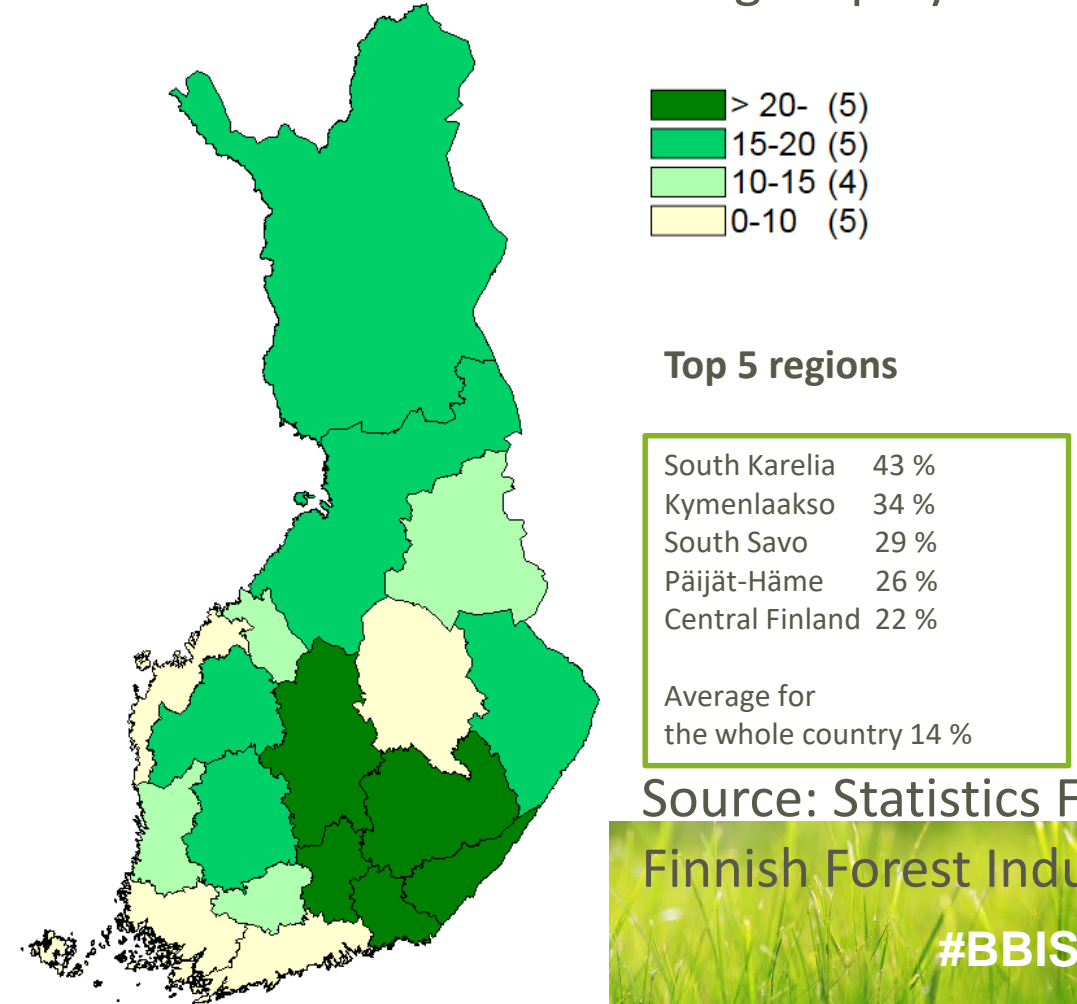 > 20- (5)
15-20 (5)
10-15 (4)
0-10 (5)
Top 5 regions
South Karelia 43 %
Kymenlaakso 34 %
South Savo 29 %
Päijät-Häme 26 %
Central Finland 22 %
Average for
the whole country 14 %
Source: Statistics F
Finnish Forest Indu
#BBIS